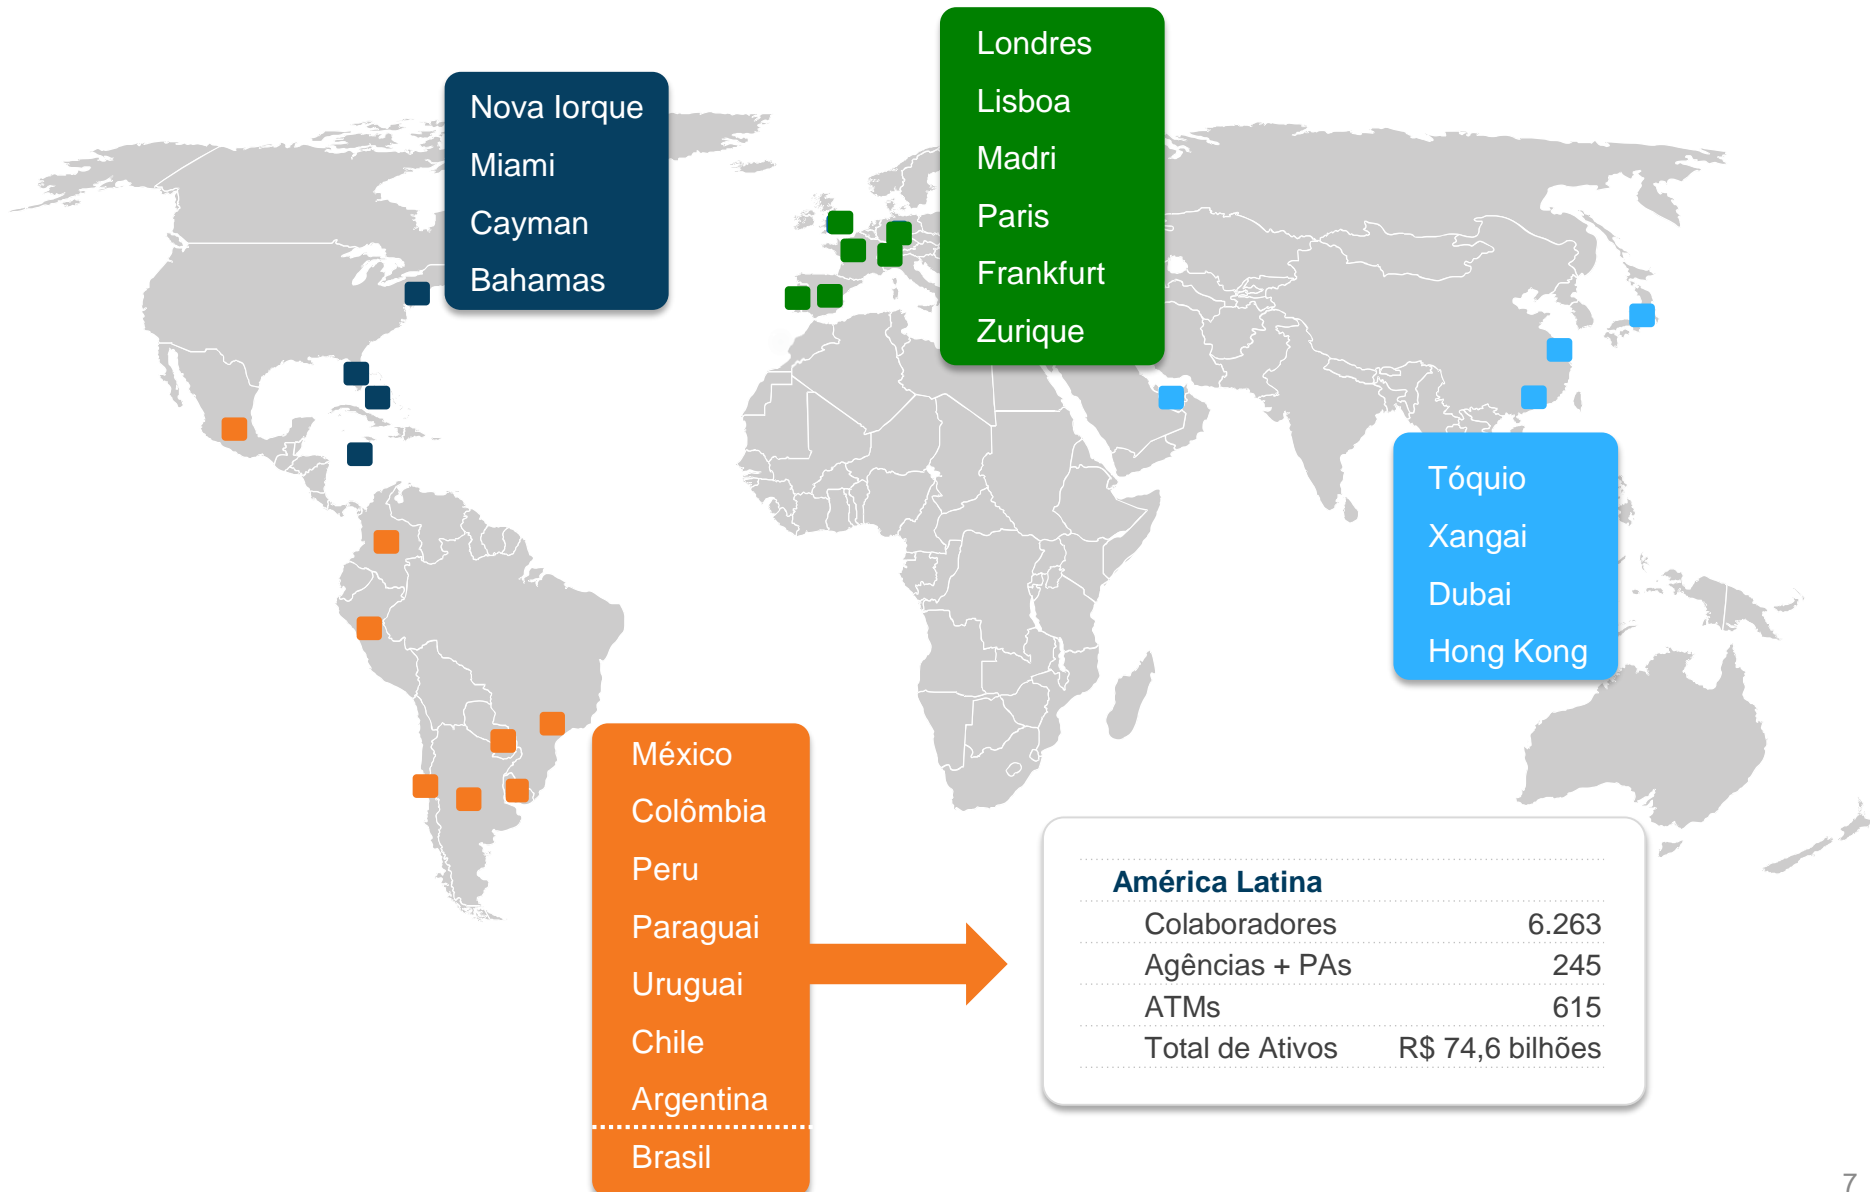 Nova Iorque
Miami
Cayman
Bahamas
Londres
Lisboa
Madri
Paris
Frankfurt
Zurique
Tóquio
Xangai
Dubai
Hong Kong
México
Colômbia
Peru
Paraguai
Uruguai
Chile
Argentina
Brasil
América Latina
Colaboradores 6.263
Agências + PAs 245
ATMs 615
Total de Ativos R$ 74,6 bilhões
7